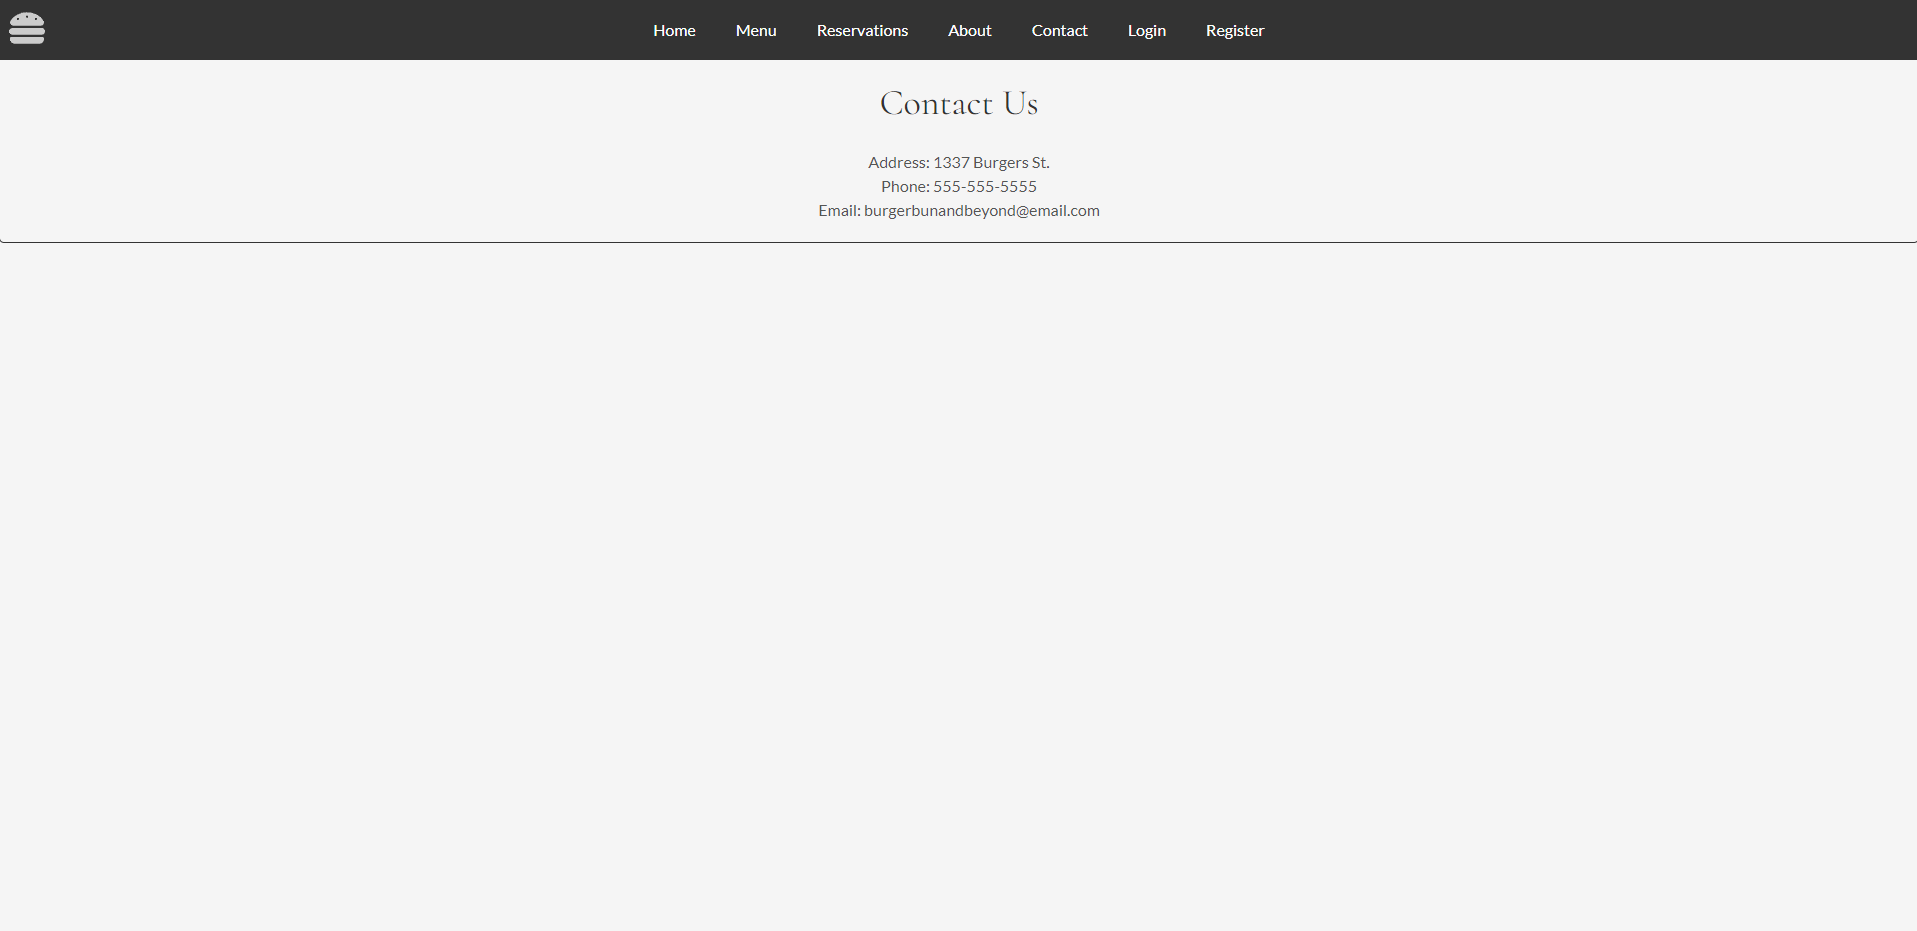 Home Menu Reservations About Contact Login Register
Contact Us
Address: 1337 Burgers St.
Phone: 555-555-5555
Email: burgerbunandbeyond@email.com